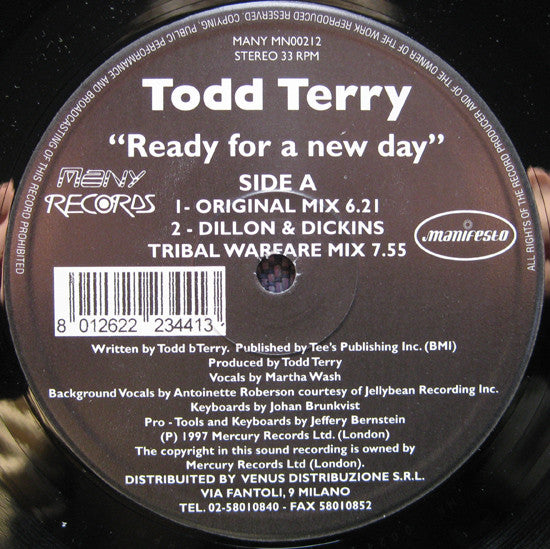 ALL RIGHTS OF THE RECORD PRODUCER AND OF THE OWNER OF THE WORK RESERVED. COPYING, PUBLIC PERFORMANCE AND BROADCASTING OF THIS RECORD PROHIBITED
MANY MN00212
STEREO 33 RPM
Todd Terry
“Ready for a new day”
MANY
RECORDS
SIDE A
1- ORIGINAL MIX 6.21
2 - DILLON & DICKINS
TRIBAL WARFARE MIX 7.55
manifesto
8 012622 234413
Written by Todd bTerry. Published by Tee's Publishing Inc. (BMI)
Produced by Todd Terry
Vocals by Martha Wash
Background Vocals by Antoinette Roberson courtesy of Jellybean Recording Inc.
Keyboards by Johan Brunkvist
Pro - Tools and Keyboards by Jeffery Bernstein
(P) 1997 Mercury Records Ltd. (London)
The copyright in this sound recording is owned by
Mercury Records Ltd. (London)
DISTRIBUITED BY VENUS DISTRIBUZIONE S.R.L.
VIA FANTOLI, 9 MILANO
TEL. 02-58010840 - FAX 58010852